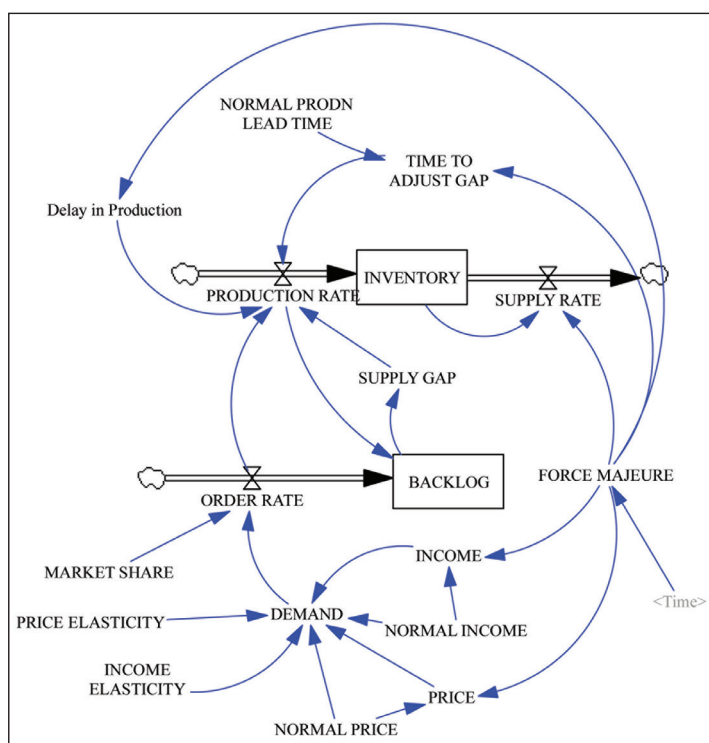 NORMAL PRODN
LEAD TIME
TIME TO
ADJUST GAP
Delay in Production
INVENTORY
PRODUCTION RATE
SUPPLY RATE
SUPPLY GAP
BACKLOG
FORCE MAJEURE
ORDER RATE
INCOME
MARKET SHARE
<Time>
PRICE ELASTICITY
DEMAND
NORMAL INCOME
INCOME
ELASTICITY
PRICE
NORMAL PRICE